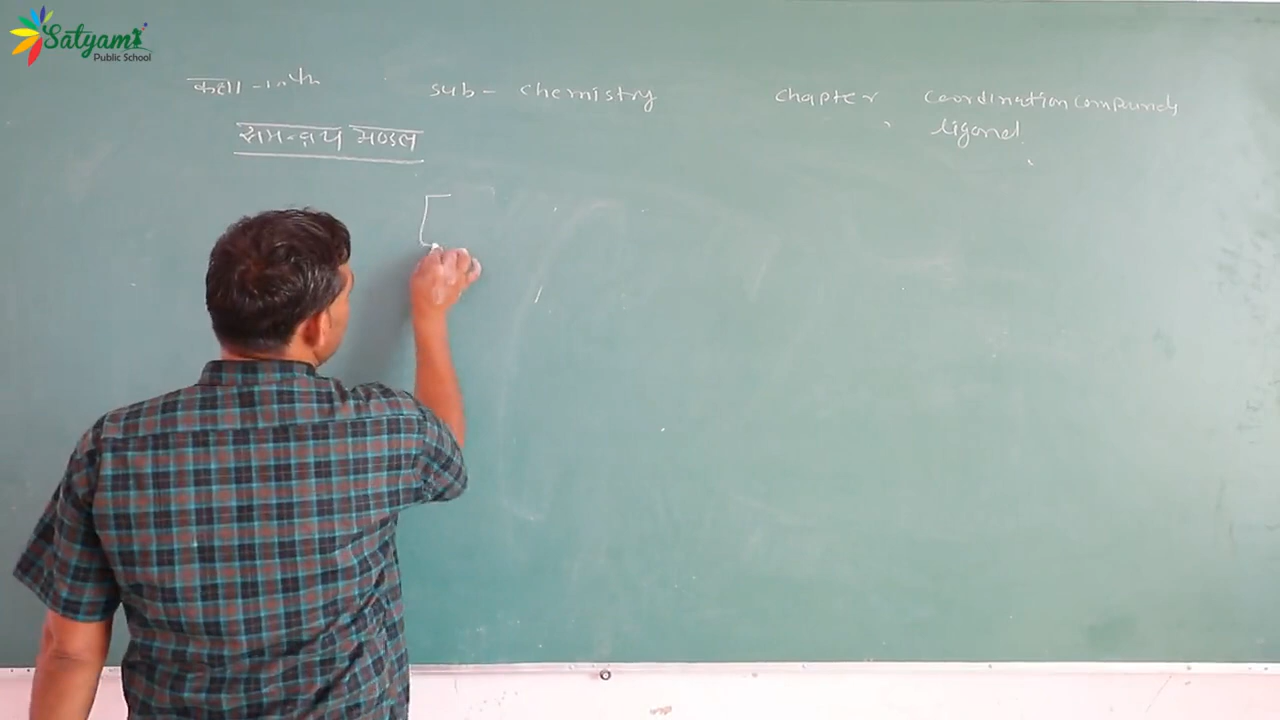 Satyam
Public School
कक्षा - 12th sub - chemistry chapter coordination compounds
ligand
समन्वय मण्डल